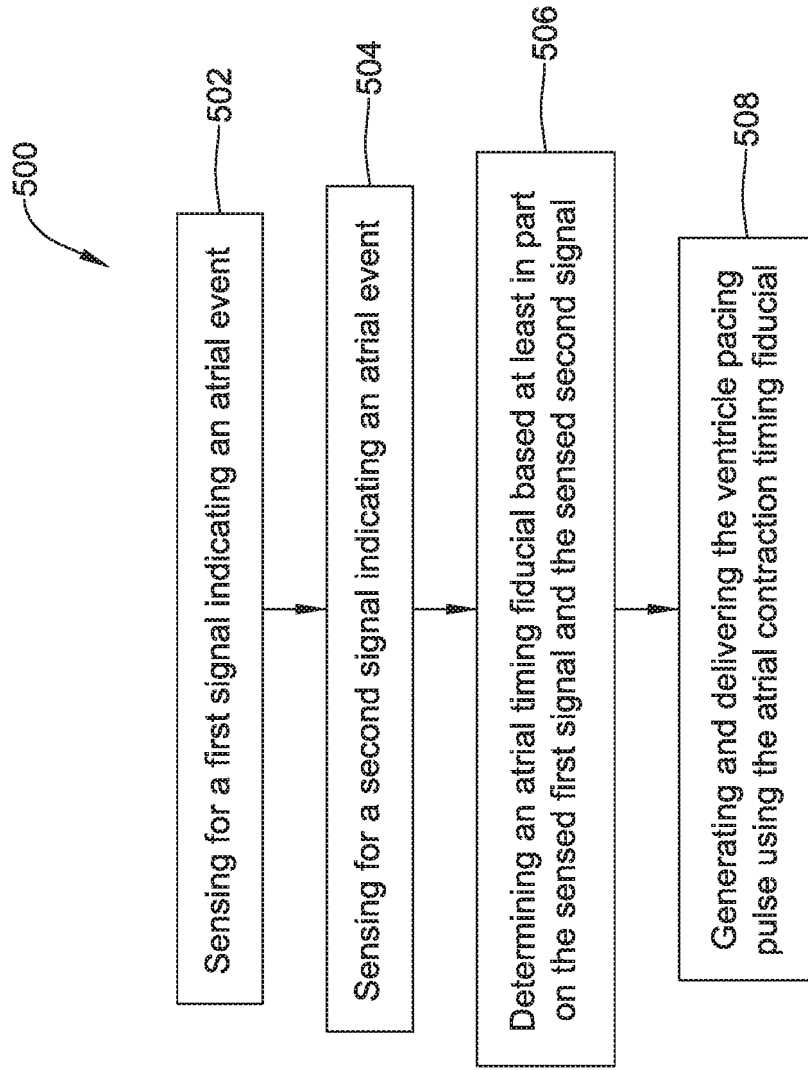 500
Sensing for a first signal indicating an atrial event
502
Sensing for a second signal indicating an atrial event
504
Determining an atrial timing fiducial based at least in part
on the sensed first signal and the sensed second signal
506
Generating and delivering the ventricle pacing
pulse using the atrial contraction timing fiducial
508